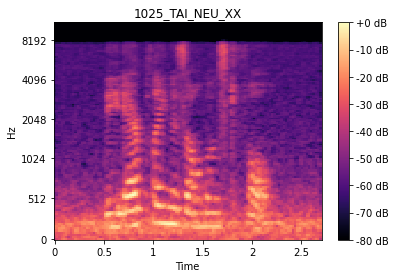 1025_TAI_NEU_XX
+0 dB
8192
-10 dB
4096
-20 dB
-30 dB
2048
Hz
-40 dB
1024
-50 dB
512
-60 dB
-70 dB
0
-80 dB
0 0.5 1 1.5 2 2.5
Time